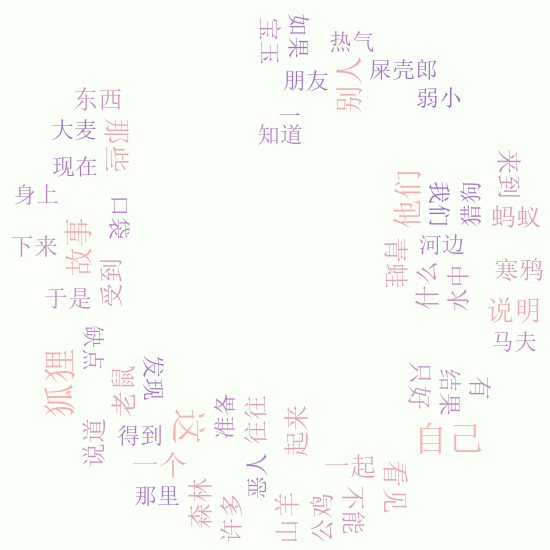 如果
宝玉
热气
别人
屎壳郎
朋友
弱小
东西
一
知道
大麦
那些
现在
来到
身上
口袋
他们
我们
猎狗
蚂蚁
下来
故事
河边
受到
青蛙
什么
水中
寒鸦
于是
说明
缺点
马夫
狐狸
老鼠
发现
只好
结果
有
说道
得到
这
准备
往往
起来
自己
一个
恶人
一起
看见
那里
森林
许多
山羊
公鸡
不能